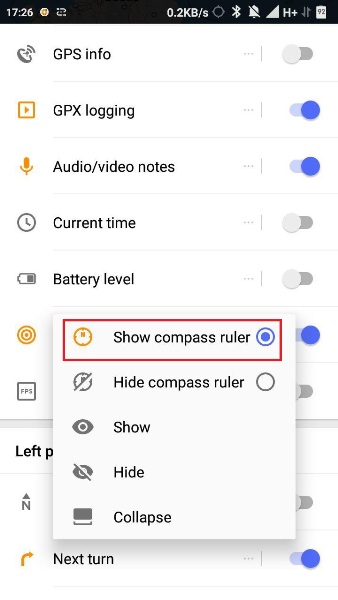 17:26 0.2KB/s H+ 92
GPS info
GPX logging
Audio/video notes
Current time
Battery level
N Show compass ruler
Hide compass ruler
FPS
Show
Left p
Hide
N
Collapse
Next turn